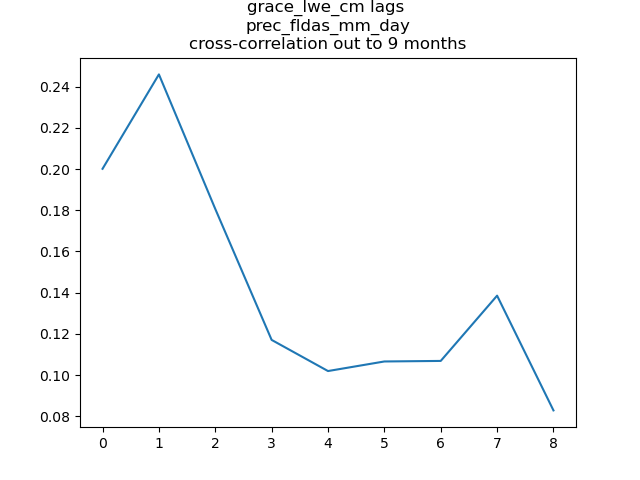 grace_lwe_cm lags
prec_fldas_mm_day
cross-correlation out to 9 months
0.24
0.22
0.20
0.18
0.16
0.14
0.12
0.10
0.08
0 1 2 3 4 5 6 7 8